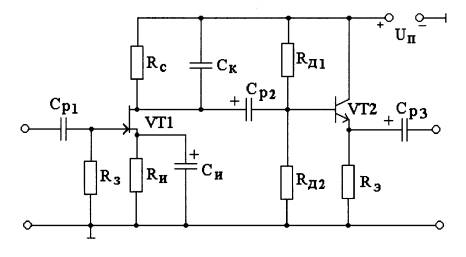 + −
Uп
Rс
Cк
Rд1
Cр1
+
Cр2
VT1
VT2
+
Cр3
Rз
Rи
+
Cи
Rд2
Rэ